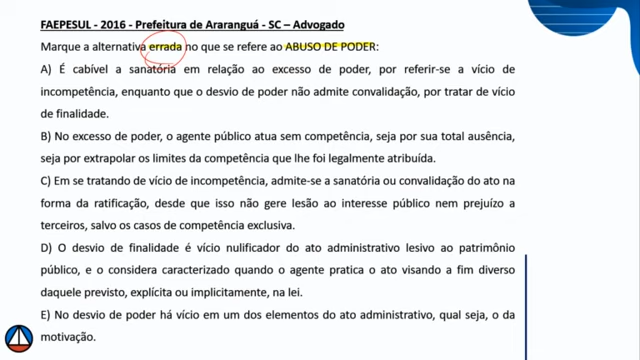 FAEPESUL - 2016 - Prefeitura de Araranguá - SC – Advogado
Marque a alternativa errada no que se refere ao ABUSO DE PODER:
A) É cabível a sanatória em relação ao excesso de poder, por referir-se a vício de
incompetência, enquanto que o desvio de poder não admite convalidação, por tratar de vício
de finalidade.
B) No excesso de poder, o agente público atua sem competência, seja por sua total ausência,
seja por extrapolar os limites da competência que lhe foi legalmente atribuída.
C) Em se tratando de vício de incompetência, admite-se a sanatória ou convalidação do ato na
forma da ratificação, desde que isso não gere lesão ao interesse público nem prejuízo a
terceiros, salvo os casos de competência exclusiva.
D) O desvio de finalidade é vício nulificador do ato administrativo lesivo ao patrimônio
público, e o considera caracterizado quando o agente pratica o ato visando a fim diverso
daquele previsto, explícita ou implicitamente, na lei.
E) No desvio de poder há vício em um dos elementos do ato administrativo, qual seja, o da
motivação.